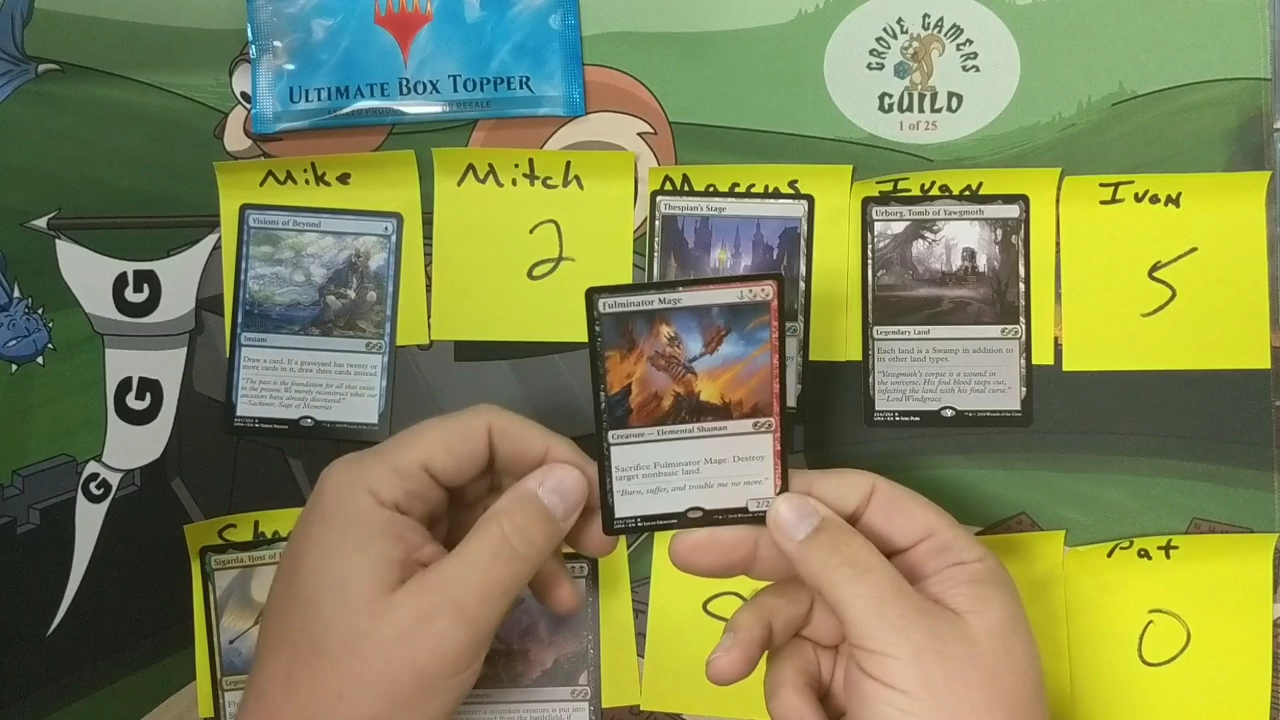 ULTIMATE BOX TOPPER
GROVE GAMERS
GUILD
1 of 25
Mike
Mitch
2
Marcus
Ivan
Ivan
5
Visions of Beyond
Instant
Draw a card. If a graveyard has twenty or
more cards in it, draw three cards instead.
"The past is the foundation for all that exists
in the present. We merely reconstruct what our
ancestors have already discovered."
Thespian's Stage
Urborg, Tomb of Yawgmoth
Legendary Land
Each land is a Swamp in addition to
its other land types.
"Yawgmoth's corpse is a wound in
the universe. His foul blood seeps out,
infecting the land with his final curse."
—Lord Windgrace
Fulminator Mage
1
Creature — Elemental Shaman
Sacrifice Fulminator Mage: Destroy
target nonbasic land.
"Burn, suffer, and trouble me no more."
2/2
G
G
G
Sigarda, Host of
Pat
0